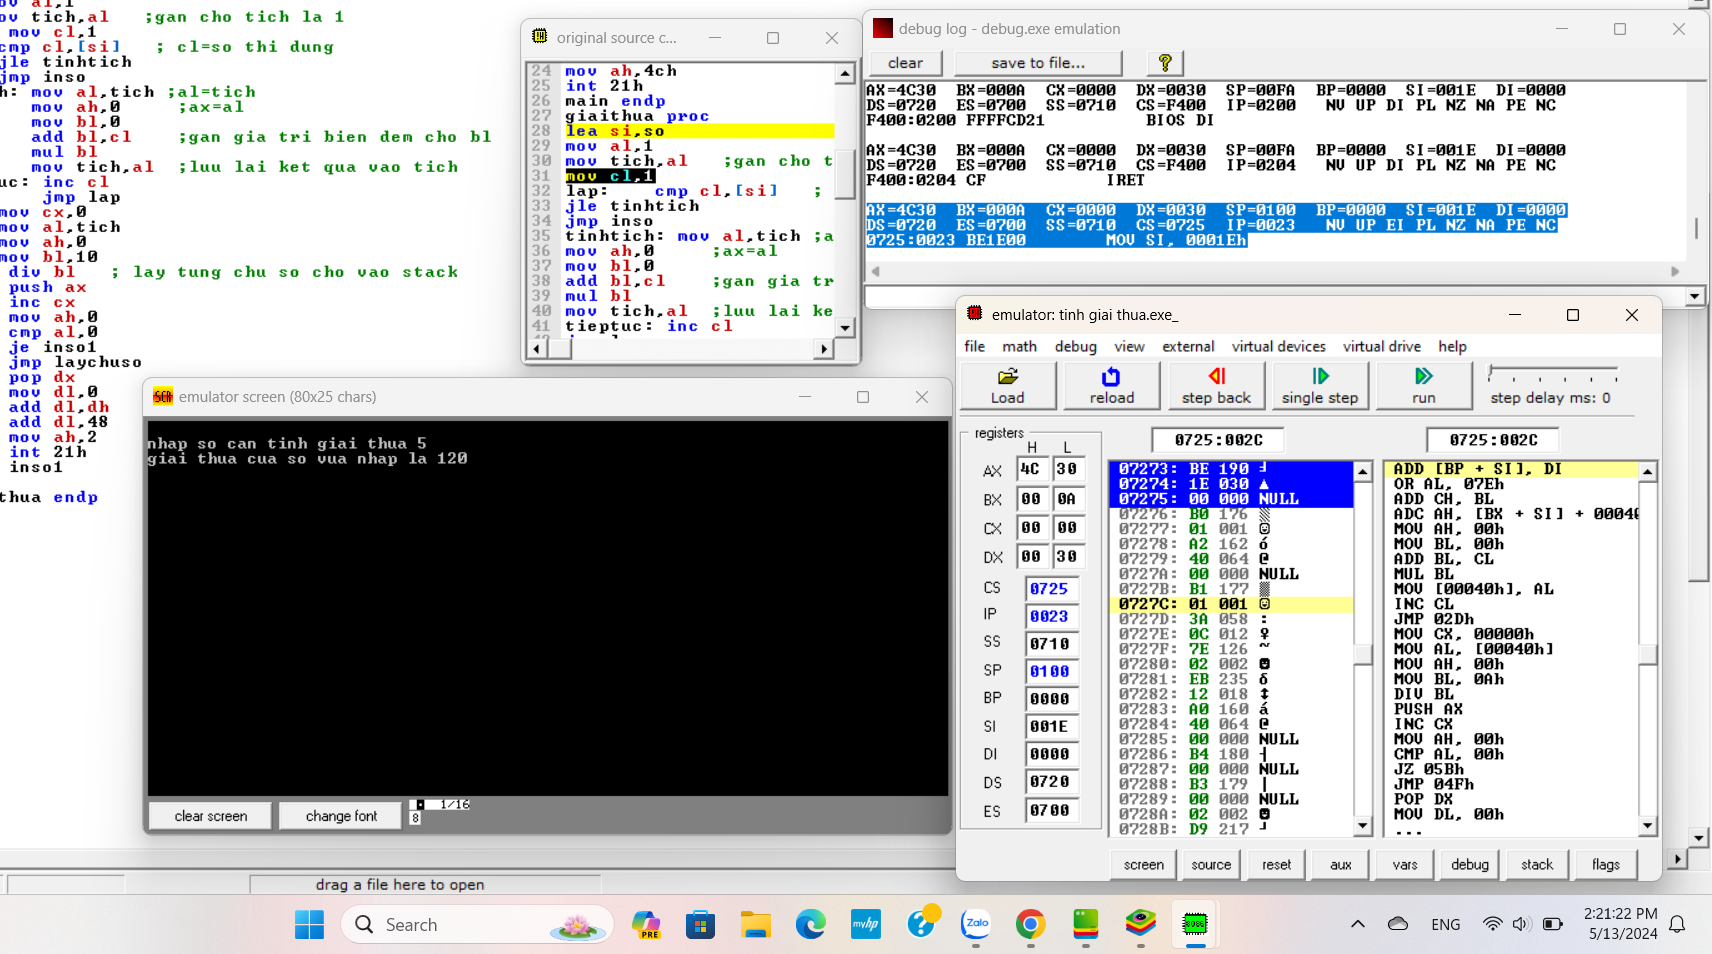 mov al,1
mov tich,al   ;gan cho tich la 1
mov cl,1
cmp cl,[si]   ; cl=so thi dung
jle tinhtich
jmp inso
h: mov al,tich ;al=tich
mov ah,0      ;ax=al
mov bl,0
add bl,cl     ;gan gia tri bien dem cho bl
mul bl
mov tich,al   ;luu lai ket qua vao tich
uc: inc cl
jmp lap
mov cx,0
mov al,tich
mov ah,0
mov bl,10
div bl   ; lay tung chu so cho vao stack
push ax
inc cx
mov ah,0
cmp al,0
je inso1
jmp laychuso
pop dx
mov dl,0
add dl,dh
add dl,48
mov ah,2
int 21h
inso1
thua endp
original source c...
24 mov ah,4ch
25 int 21h
26 main endp
27 giaithua proc
28 lea si,so
29 mov al,1
30 mov tich,al   ;gan cho t
31 mov cl,1
32 lap:    cmp cl,[si]   ;
33 jle tinhtich
34 jmp inso
35 tinhtich: mov al,tich ;a
36 mov ah,0     ;ax=al
37 mov bl,0
38 add bl,cl    ;gan gia tr
39 mul bl
40 mov tich,al  ;luu lai ke
41 tieptuc: inc cl
debug log - debug.exe emulation
clear
save to file...
?
AX=4C30  BX=000A  CX=0000  DX=0030  SP=00FA  BP=0000  SI=001E  DI=0000
DS=0720  ES=0700  SS=0710  CS=F400  IP=0200   NV UP DI PL NZ NA PE NC
F400:0200 FFFFCD21           BIOS DI
AX=4C30  BX=000A  CX=0000  DX=0030  SP=00FA  BP=0000  SI=001E  DI=0000
DS=0720  ES=0700  SS=0710  CS=F400  IP=0204   NV UP DI PL NZ NA PE NC
F400:0204 CF            IRET
AX=4C30  BX=000A  CX=0000  DX=0030  SP=0100  BP=0000  SI=001E  DI=0000
DS=0720  ES=0700  SS=0710  CS=0725  IP=0023   NV UP EI PL NZ NA PE NC
0725:0023 BE1E00         MOV SI, 0001Eh
emulator screen (80x25 chars)
nhap so can tinh giai thua 5
giai thua cua so vua nhap la 120
clear screen
change font
1/16
8
emulator: tinh giai thua.exe_
file math debug view external virtual devices virtual drive help
Load
reload
step back
single step
run
step delay ms: 0
registers
H L
AX 4C 30
BX 00 0A
CX 00 00
DX 00 30
CS 0725
IP 0023
SS 0710
SP 0100
BP 0000
SI 001E
DI 0000
DS 0720
ES 0700
0725:002C
07273: BE 190 ╛
07274: 1E 030 ▲
07275: 00 000 NULL
07276: B0 176 ░
07277: 01 001 ☺
07278: A2 162 ó
07279: 40 064 @
0727A: 00 000 NULL
0727B: B1 177 ▒
0727C: 01 001 ☺
0727D: 3A 058 :
0727E: 0C 012 ♀
0727F: 7E 126 ~
07280: 02 002 ☻
07281: EB 235 δ
07282: 12 018 ↕
07283: A0 160 á
07284: 40 064 @
07285: 00 000 NULL
07286: B4 180 ┤
07287: 00 000 NULL
07288: B3 179 │
07289: 00 000 NULL
0728A: 02 002 ☻
0728B: D9 217 ┘
0725:002C
ADD [BP + SI], DI
OR AL, 07Eh
ADD CH, BL
ADC AH, [BX + SI] + 00040
MOV AH, 00h
MOV BL, 00h
ADD BL, CL
MUL BL
MOV [00040h], AL
INC CL
JMP 02Dh
MOV CX, 00000h
MOV AL, [00040h]
MOV AH, 00h
MOV BL, 0Ah
DIV BL
PUSH AX
INC CX
MOV AH, 00h
CMP AL, 00h
JZ 05Bh
JMP 04Fh
POP DX
MOV DL, 00h
...
screen source reset aux vars debug stack flags
drag a file here to open
Search
PRE
myhp
Zalo
ENG
2:21:22 PM
5/13/2024